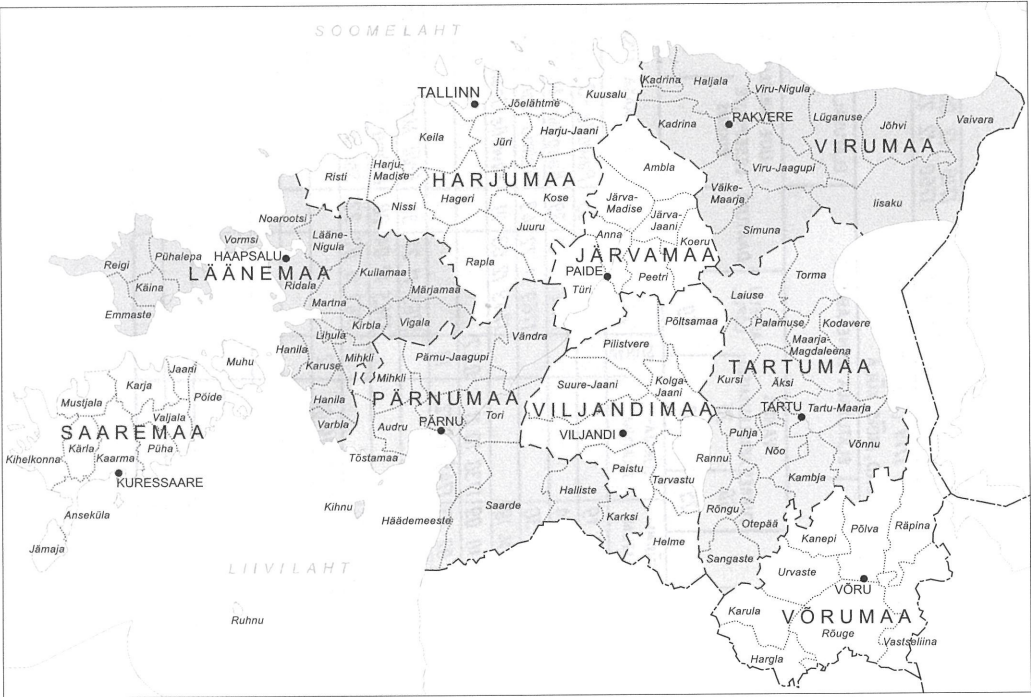 SOOMELAHT
TALLINN
Keila
Jõelähtme
Kuusalu
Jüri
Harju-Jaani
Risti
Harju-
Madise
HARJUMAA
Nissi
Hageri
Kose
Juuru
Rapla
Kadrina
Haljala
Viru-Nigula
Kadrina
RAKVERE
Lüganuse
Jõhvi
Vaivara
VIRUMAA
Viru-Jaagupi
Väike-
Maarja
Iisaku
Simuna
Ambla
Järva-
Madise
Järva-
Jaani
Anna
Koeru
JÄRVAMAA
PAIDE
Peetri
Türi
Noarootsi
Vormsi
Lääne-
Nigula
HAAPSALU
LÄÄNEMAA
Reigi
Pühalepa
Käina
Emmaste
Ridala
Kullamaa
Martna
Märjamaa
Kirbla
Vigala
Lihula
Hanila
Karuse
Mihkli
Hanila
Varbla
Vändra
Pärnu-Jaagupi
Mihkli
PÄRNUMAA
PÄRNU
Tori
Audru
Tõstamaa
Kihnu
Häädemeeste
Saarde
Halliste
Karksi
Põltsamaa
Pilistvere
Suure-Jaani
Kolga-
Jaani
VILJANDIMAA
VILJANDI
Paistu
Tarvastu
Helme
Torma
Laiuse
Palamuse
Kodavere
Maarja-
Magdaleena
TARTUMAA
Kursi
Äksi
TARTU
Tartu-Maarja
Puhja
Nõo
Võnnu
Rannu
Kambja
Rõngu
Otepää
Sangaste
Kanepi
Põlva
Räpina
Urvaste
VÕRU
Karula
VÕRUMAA
Rõuge
Vastseliina
Hargla
Muhu
Jaani
Karja
Pöide
Mustjala
Valjala
SAAREMAA
Kihelkonna
Kärla
Kaarma
Püha
KURESSAARE
Anseküla
Jämaja
LIIVILAHT
Ruhnu